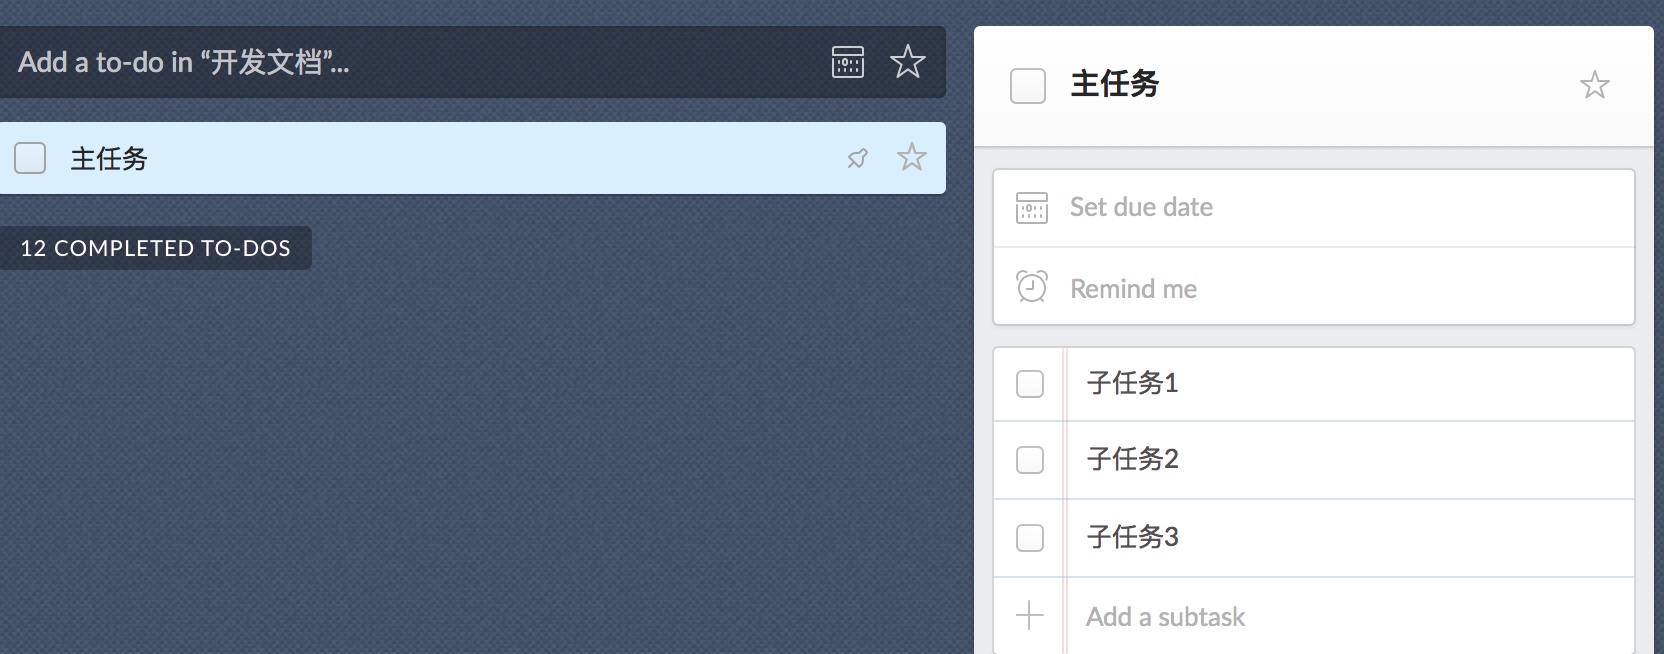 Add a to-do in “开发文档”...
主任务
12 COMPLETED TO-DOS
主任务
Set due date
Remind me
子任务1
子任务2
子任务3
Add a subtask